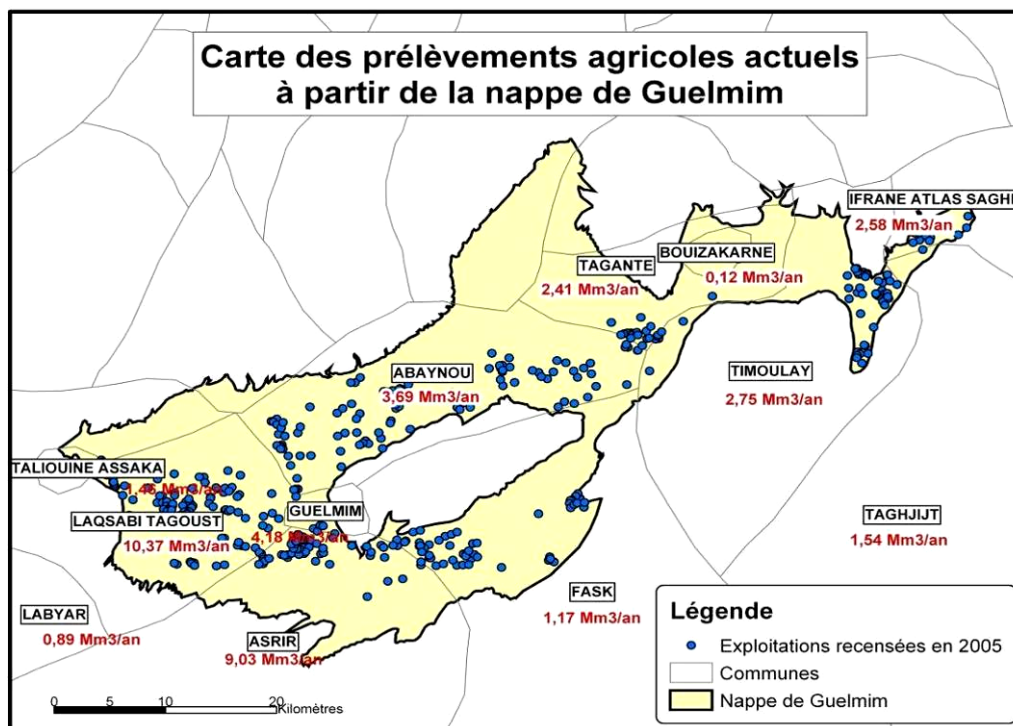 Carte des prélèvements agricoles actuels
à partir de la nappe de Guelmim
IFRANE ATLAS SAGHI
2,58 Mm3/an
BOUIZAKARNE
0,12 Mm3/an
TAGANTE
2,41 Mm3/an
ABAYNOU
3,69 Mm3/an
TIMOULAY
2,75 Mm3/an
TALIOUINE ASSAKA
1,46 Mm3/an
LAQSABI TAGOUST
10,37 Mm3/an
GUELMIM
4,18 Mm3/an
TAGHJIJT
1,54 Mm3/an
FASK
1,17 Mm3/an
LABYAR
0,89 Mm3/an
ASRIR
9,03 Mm3/an
Légende
Exploitations recensées en 2005
Communes
Nappe de Guelmim
0 5 10 20
Kilomètres